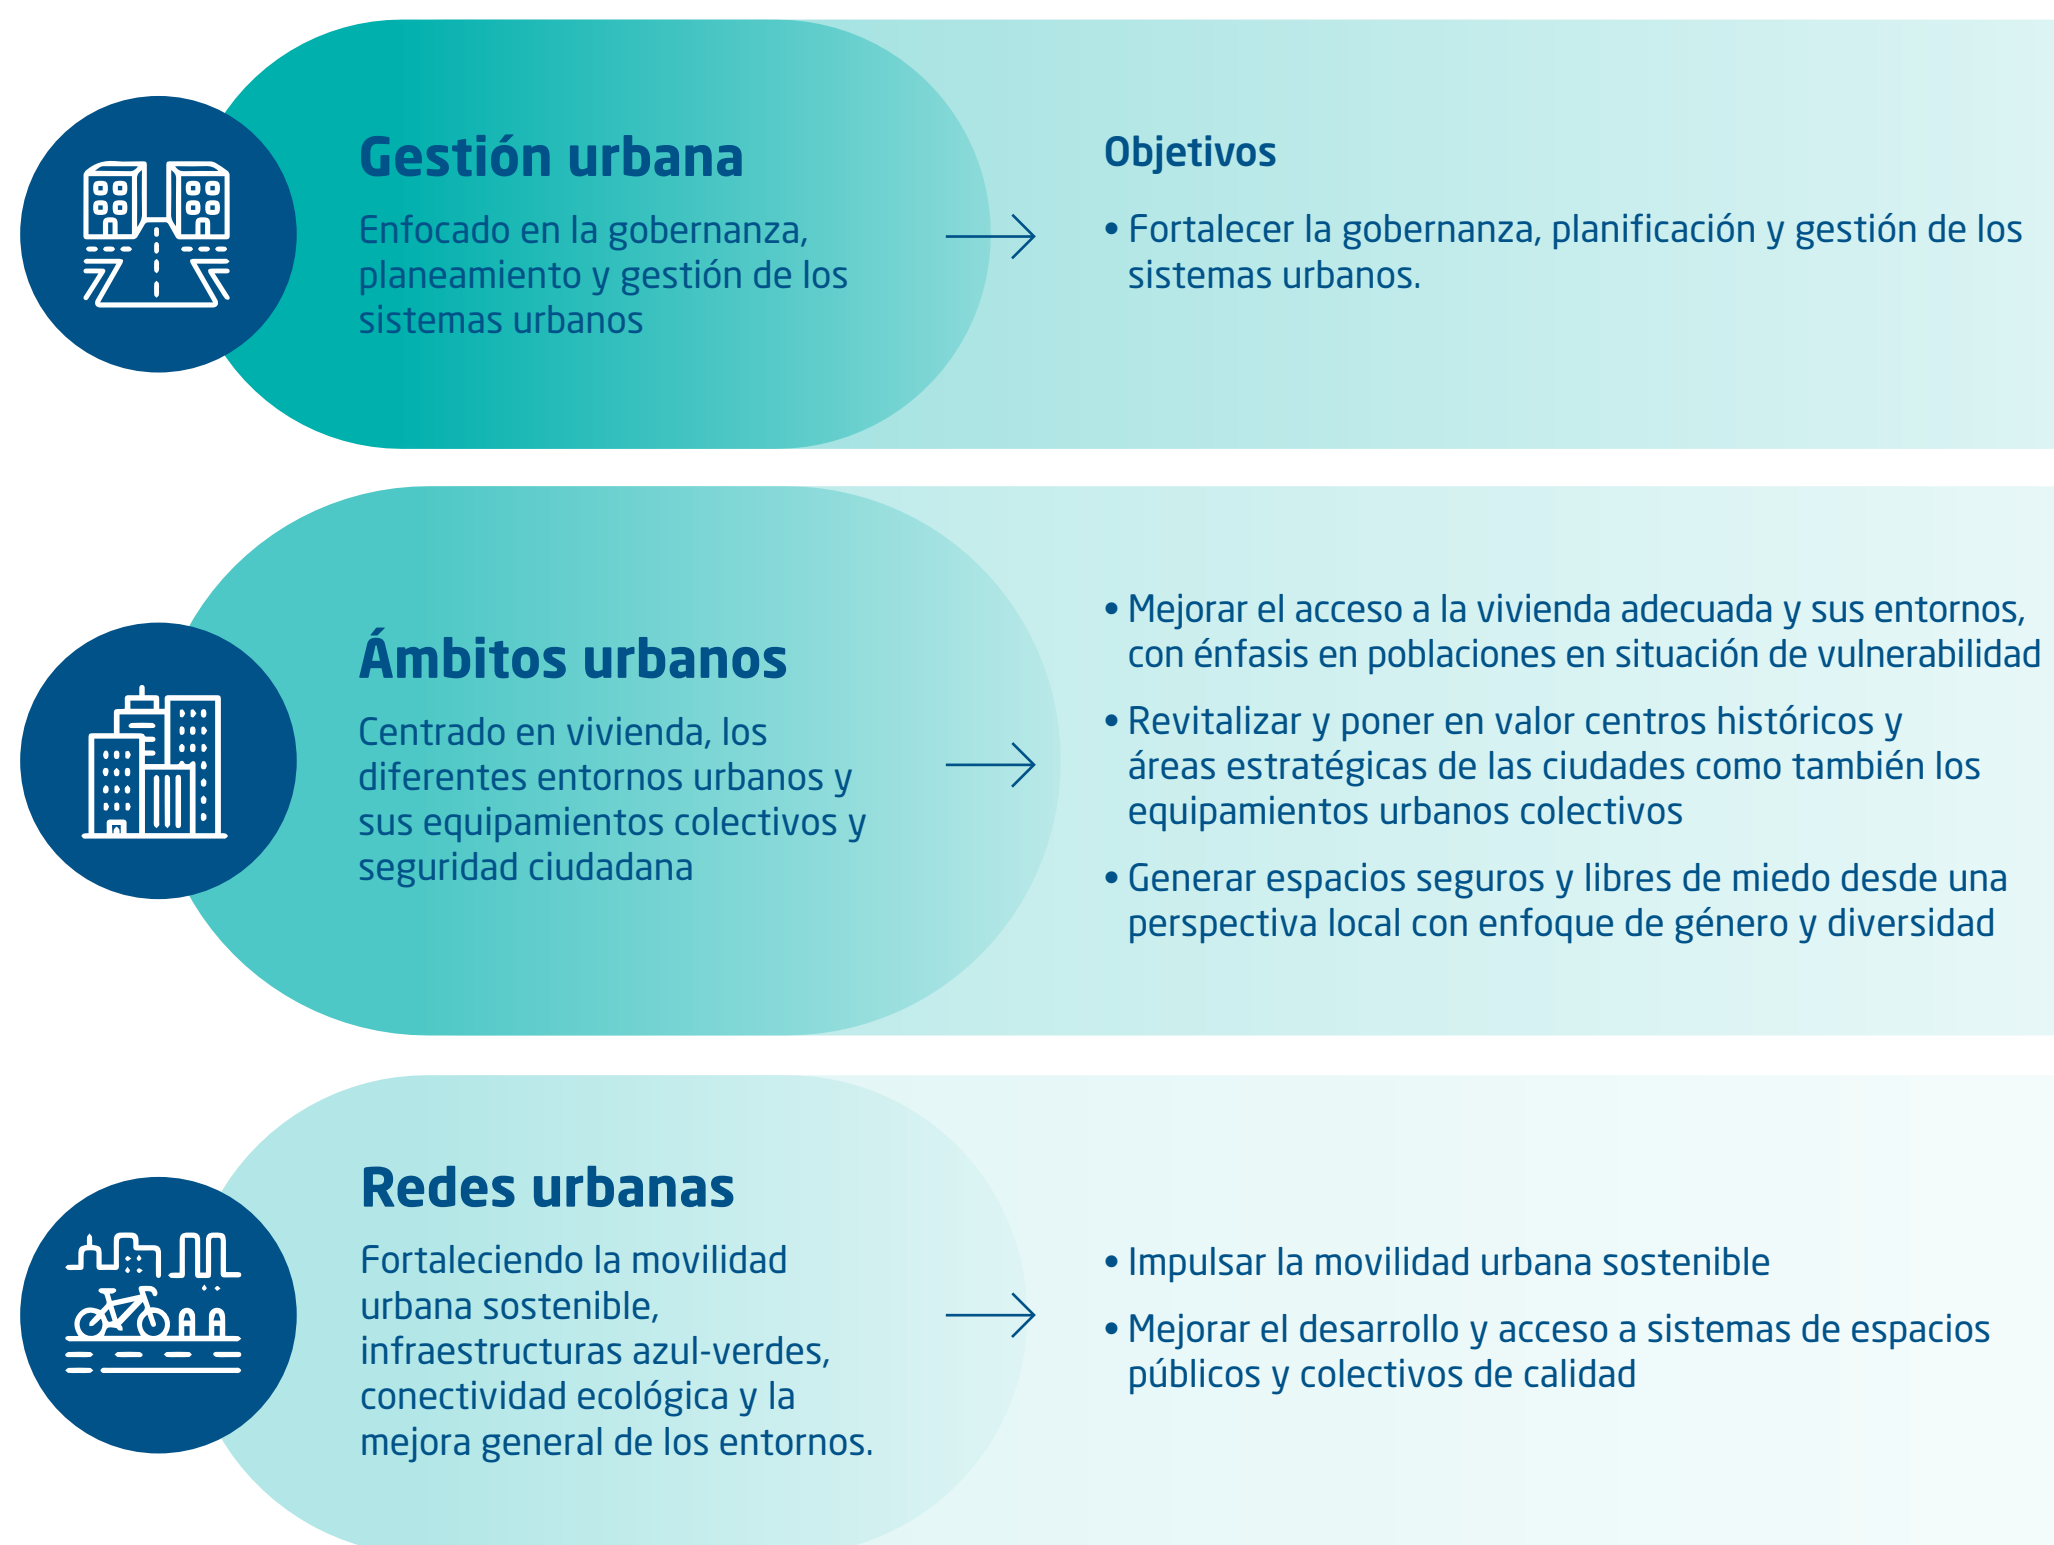 Gestión urbana
Enfocado en la gobernanza,
planeamiento y gestión de los
sistemas urbanos
Objetivos
• Fortalecer la gobernanza, planificación y gestión de los
sistemas urbanos.
Ámbitos urbanos
Centrado en vivienda, los
diferentes entornos urbanos y
sus equipamientos colectivos y
seguridad ciudadana
• Mejorar el acceso a la vivienda adecuada y sus entornos,
con énfasis en poblaciones en situación de vulnerabilidad
• Revitalizar y poner en valor centros históricos y
áreas estratégicas de las ciudades como también los
equipamientos urbanos colectivos
• Generar espacios seguros y libres de miedo desde una
perspectiva local con enfoque de género y diversidad
Redes urbanas
Fortaleciendo la movilidad
urbana sostenible,
infraestructuras azul-verdes,
conectividad ecológica y la
mejora general de los entornos.
• Impulsar la movilidad urbana sostenible
• Mejorar el desarrollo y acceso a sistemas de espacios
públicos y colectivos de calidad